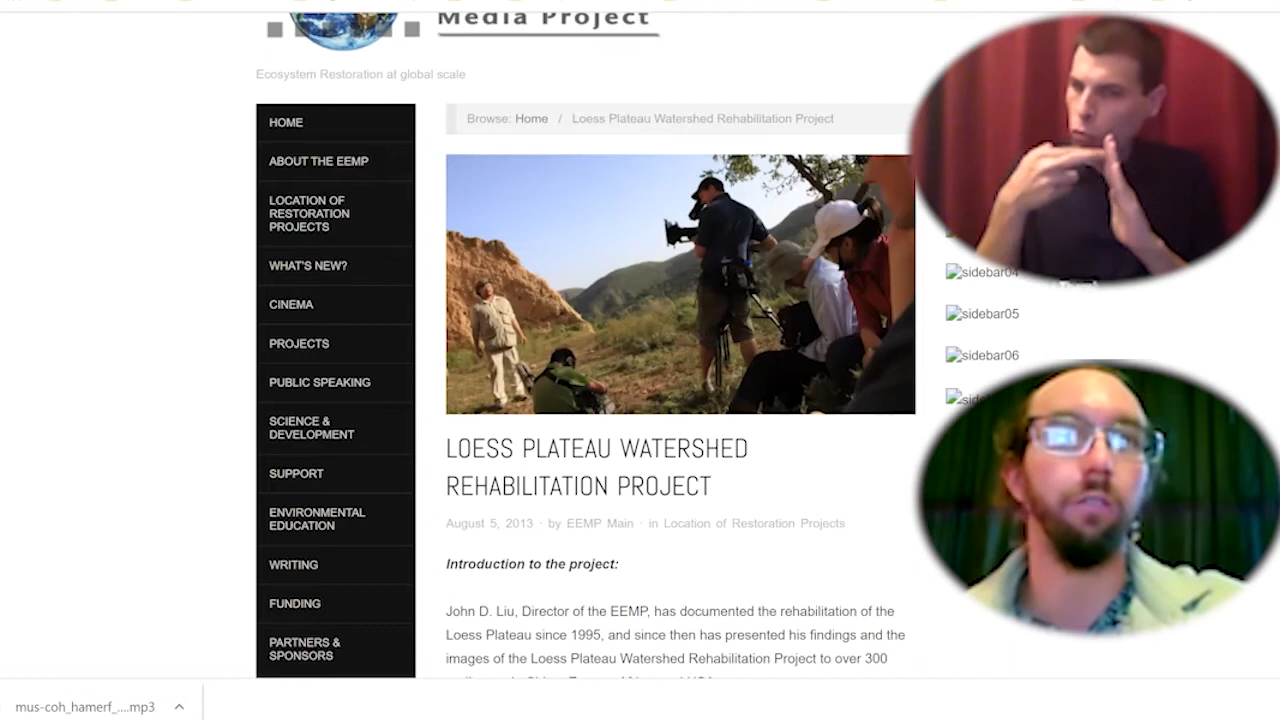 Media Project
Ecosystem Restoration at global scale
HOME
ABOUT THE EEMP
LOCATION OF
RESTORATION
PROJECTS
WHAT'S NEW?
CINEMA
PROJECTS
PUBLIC SPEAKING
SCIENCE &
DEVELOPMENT
SUPPORT
ENVIRONMENTAL
EDUCATION
WRITING
FUNDING
PARTNERS &
SPONSORS
Browse: Home / Loess Plateau Watershed Rehabilitation Project
LOESS PLATEAU WATERSHED
REHABILITATION PROJECT
August 5, 2013 · by EEMP Main · in Location of Restoration Projects
Introduction to the project:
John D. Liu, Director of the EEMP, has documented the rehabilitation of the
Loess Plateau since 1995, and since then has presented his findings and the
images of the Loess Plateau Watershed Rehabilitation Project to over 300
sidebar04
sidebar05
sidebar06
mus-coh_hamerf_....mp3